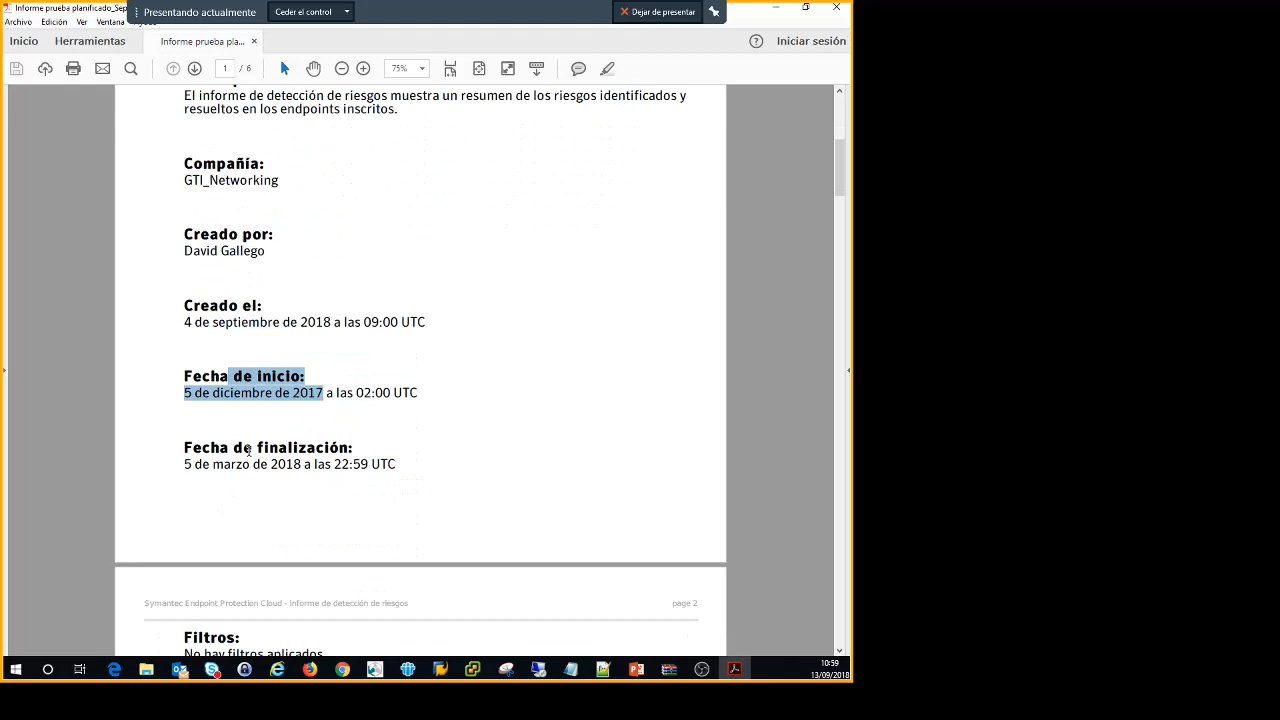 Informe prueba planificado_Sep
Presentando actualmente
Ceder el control
Dejar de presentar
Archivo Edición Ver Ventana
Inicio Herramientas Informe prueba pla... × Iniciar sesión
1 / 6 75%
El informe de detección de riesgos muestra un resumen de los riesgos identificados y
resueltos en los endpoints inscritos.
Compañía:
GTI_Networking
Creado por:
David Gallego
Creado el:
4 de septiembre de 2018 a las 09:00 UTC
Fecha de inicio:
5 de diciembre de 2017 a las 02:00 UTC
Fecha de finalización:
5 de marzo de 2018 a las 22:59 UTC
Symantec Endpoint Protection Cloud - Informe de detección de riesgos page 2
Filtros:
No hay filtros aplicados
10:59
13/09/2018